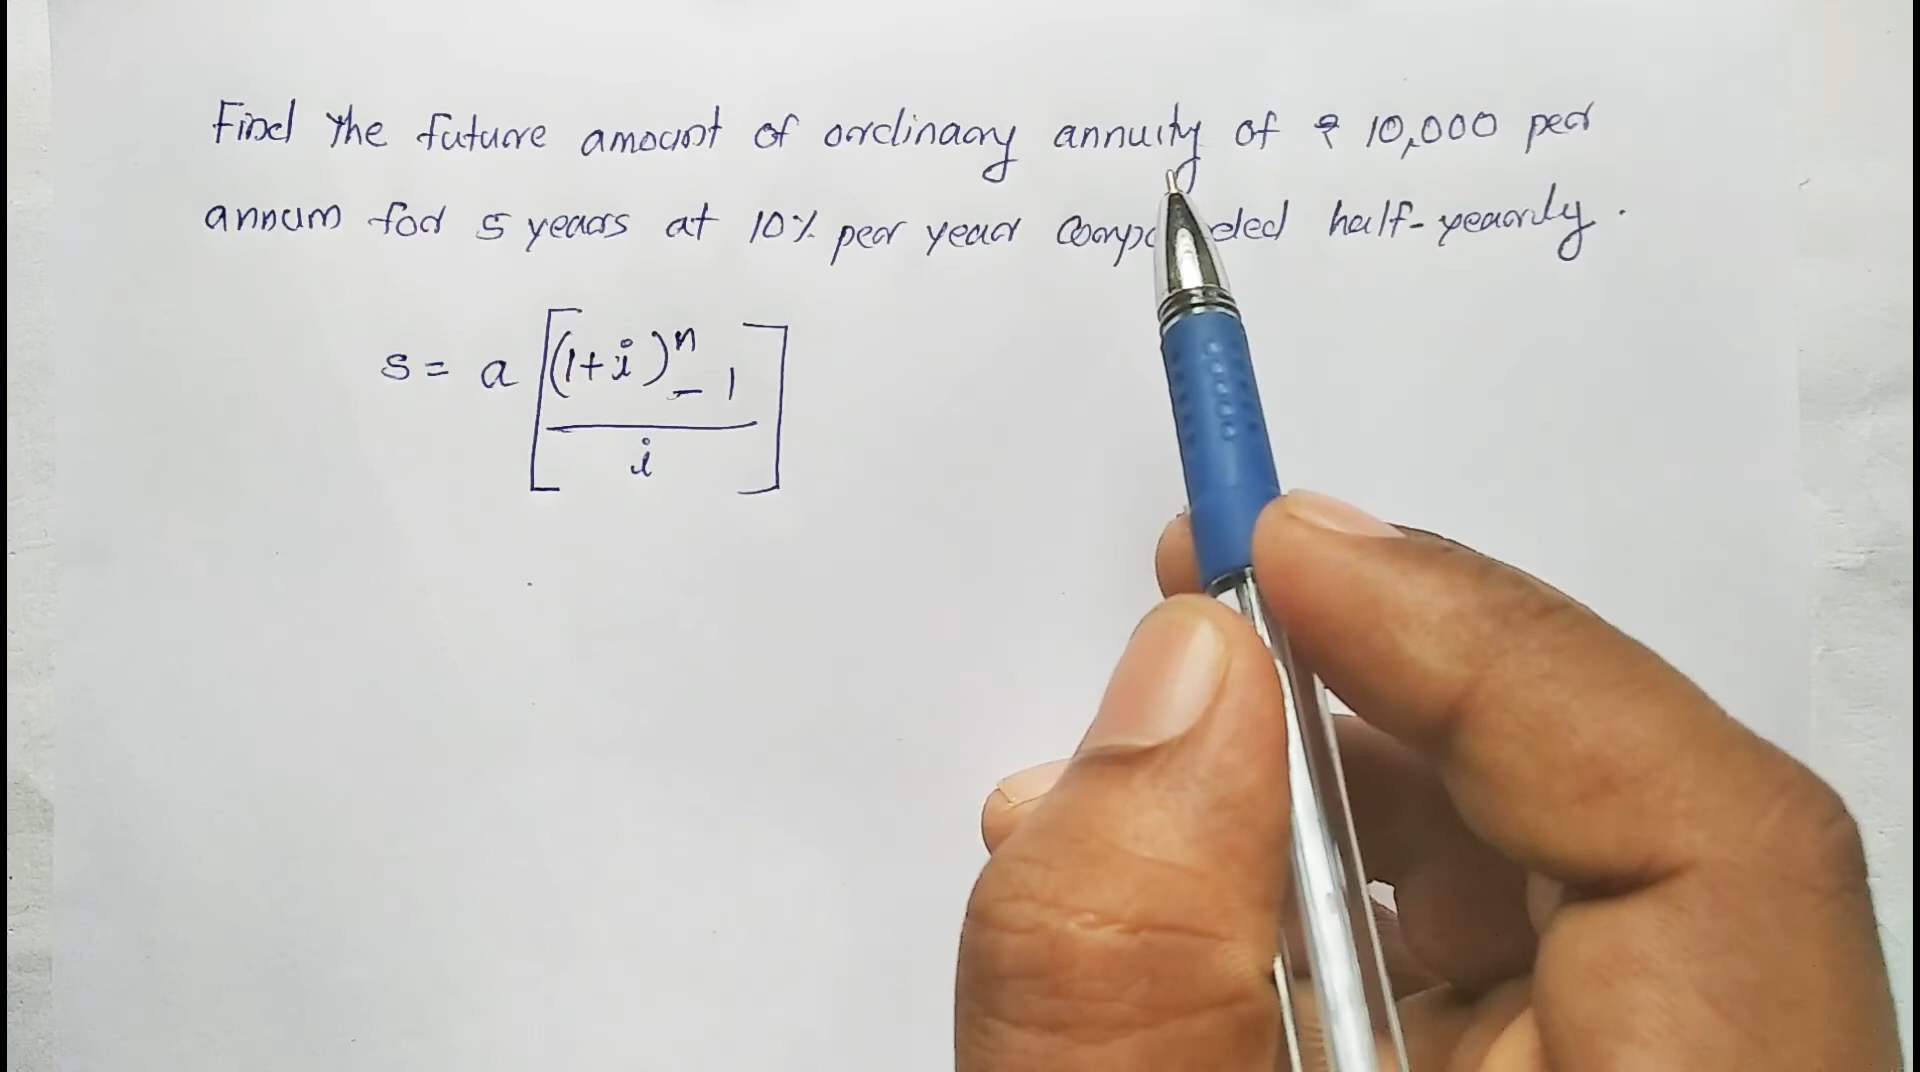 Find the future amount of ordinary annuity of ₹ 10,000 per
annum for 5 years at 10% per year half-yearly.
s = a [(1+i)^n - 1 / i]